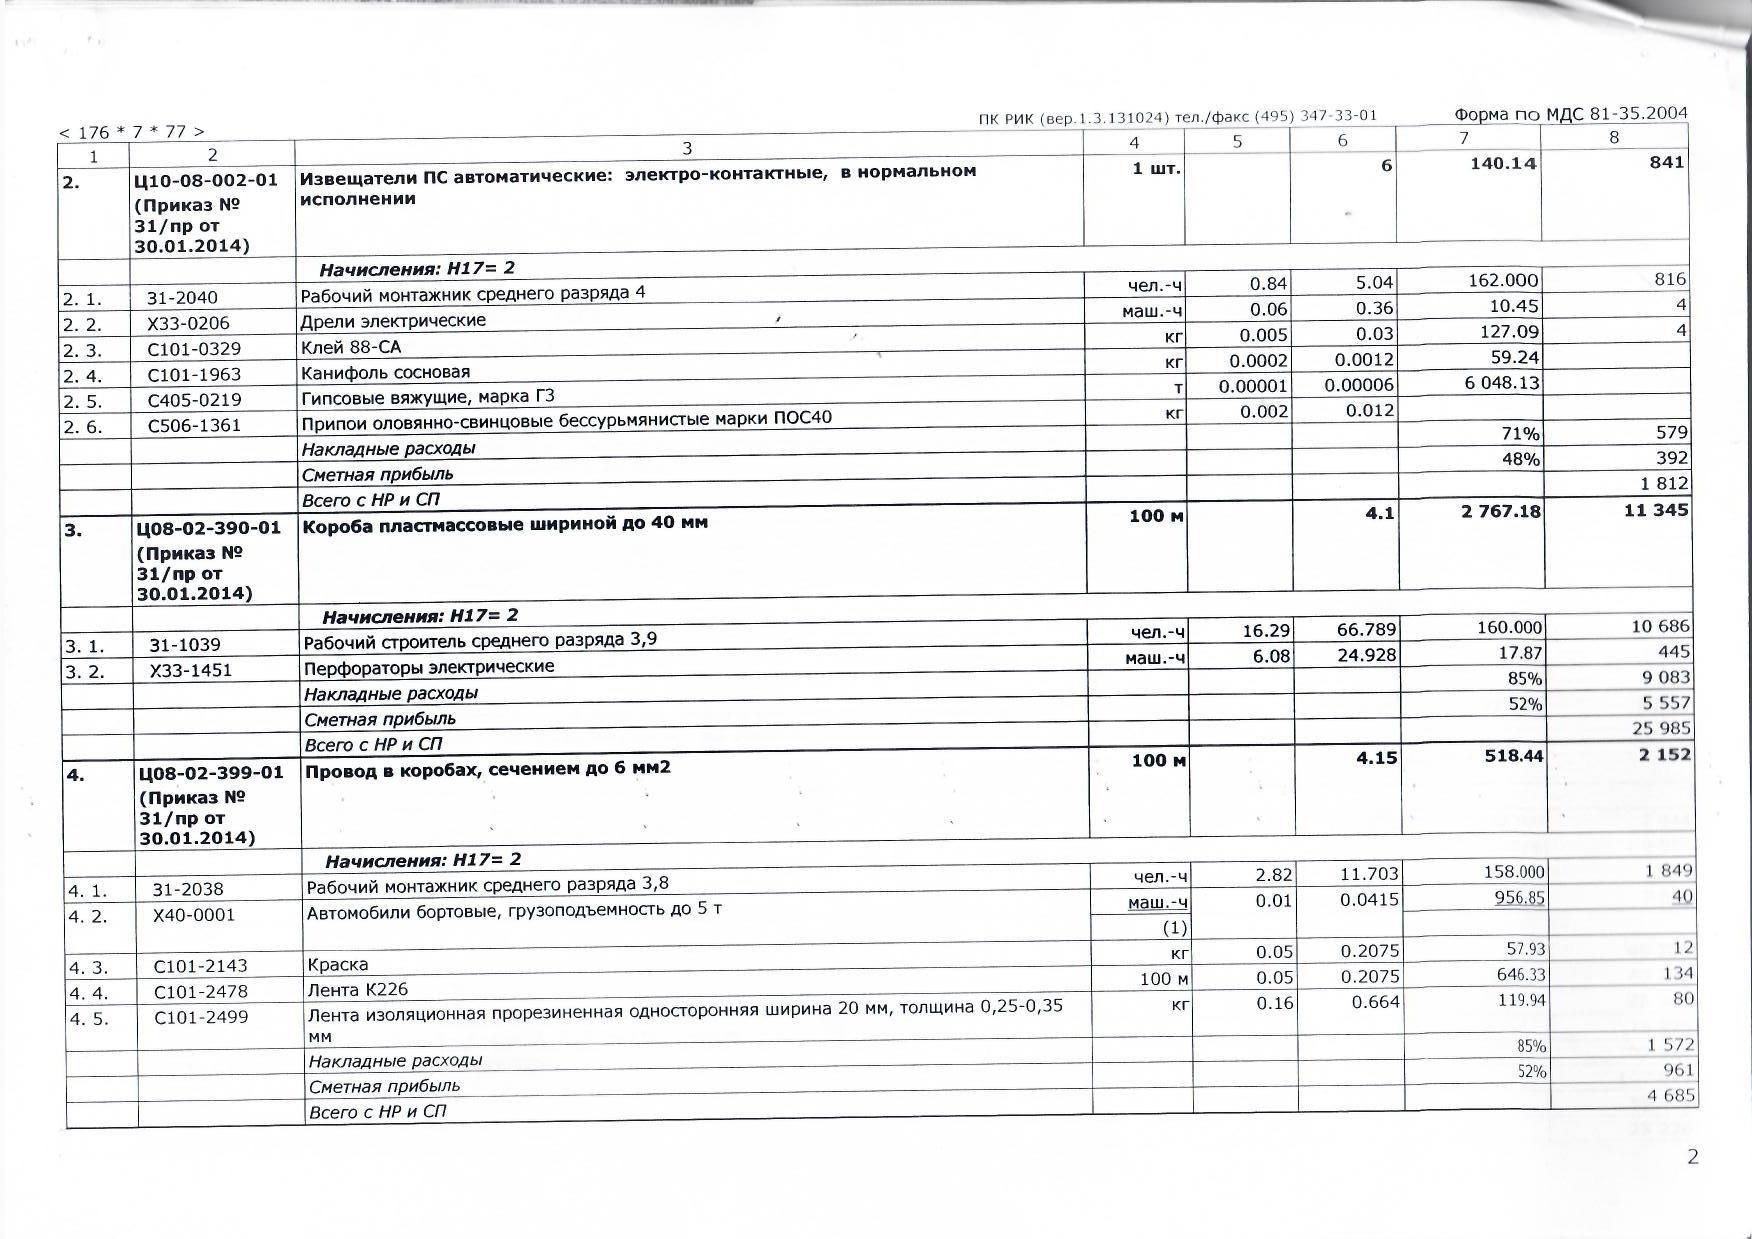 < 176 * 7 * 77 > ПК РИК (вер.1.3.131024) тел./факс (495) 347-33-01 Форма по МДС 81-35.2004
1 2 3 4 5 6 7 8
2. Ц10-08-002-01 Извещатели ПС автоматические: электро-контактные, в нормальном 1 шт. 6 140.14 841
(Приказ № исполнении
31/пр от
30.01.2014)
Начисления: Н17= 2
2. 1. 31-2040 Рабочий монтажник среднего разряда 4 чел.-ч 0.84 5.04 162.000 816
2. 2. Х33-0206 Дрели электрические маш.-ч 0.06 0.36 10.45 4
2. 3. С101-0329 Клей 88-СА кг 0.005 0.03 127.09 4
2. 4. С101-1963 Канифоль сосновая кг 0.0002 0.0012 59.24
2. 5. С405-0219 Гипсовые вяжущие, марка Г3 т 0.00001 0.00006 6 048.13
2. 6. С506-1361 Припои оловянно-свинцовые бессурьмянистые марки ПОС40 кг 0.002 0.012
Накладные расходы 71% 579
Сметная прибыль 48% 392
Всего с НР и СП 1 812
3. Ц08-02-390-01 Короба пластмассовые шириной до 40 мм 100 м 4.1 2 767.18 11 345
(Приказ №
31/пр от
30.01.2014)
Начисления: Н17= 2
3. 1. 31-1039 Рабочий строитель среднего разряда 3,9 чел.-ч 16.29 66.789 160.000 10 686
3. 2. Х33-1451 Перфораторы электрические маш.-ч 6.08 24.928 17.87 445
Накладные расходы 85% 9 083
Сметная прибыль 52% 5 557
Всего с НР и СП 25 985
4. Ц08-02-399-01 Провод в коробах, сечением до 6 мм2 100 м 4.15 518.44 2 152
(Приказ №
31/пр от
30.01.2014)
Начисления: Н17= 2
4. 1. 31-2038 Рабочий монтажник среднего разряда 3,8 чел.-ч 2.82 11.703 158.000 1 849
4. 2. Х40-0001 Автомобили бортовые, грузоподъемность до 5 т маш.-ч 0.01 0.0415 956.85 40
(1)
4. 3. С101-2143 Краска кг 0.05 0.2075 57.93 12
4. 4. С101-2478 Лента К226 100 м 0.05 0.2075 646.33 134
4. 5. С101-2499 Лента изоляционная прорезиненная односторонняя ширина 20 мм, толщина 0,25-0,35 кг 0.16 0.664 119.94 80
мм
Накладные расходы 85% 1 572
Сметная прибыль 52% 961
Всего с НР и СП 4 685
2